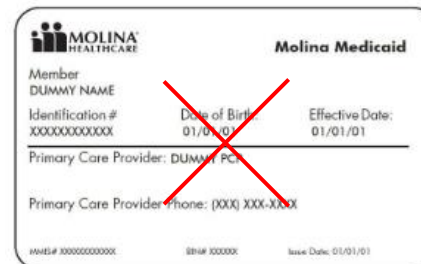 MOLINA
HEALTHCARE
Molina Medicaid
Member
DUMMY NAME
Identification # Date of Birth: Effective Date:
XXXXXXXXXXXX 01/01/01 01/01/01
Primary Care Provider: DUMMY PCP
Primary Care Provider Phone: (XXX) XXX-XXXX
Issue Date: 01/01/01